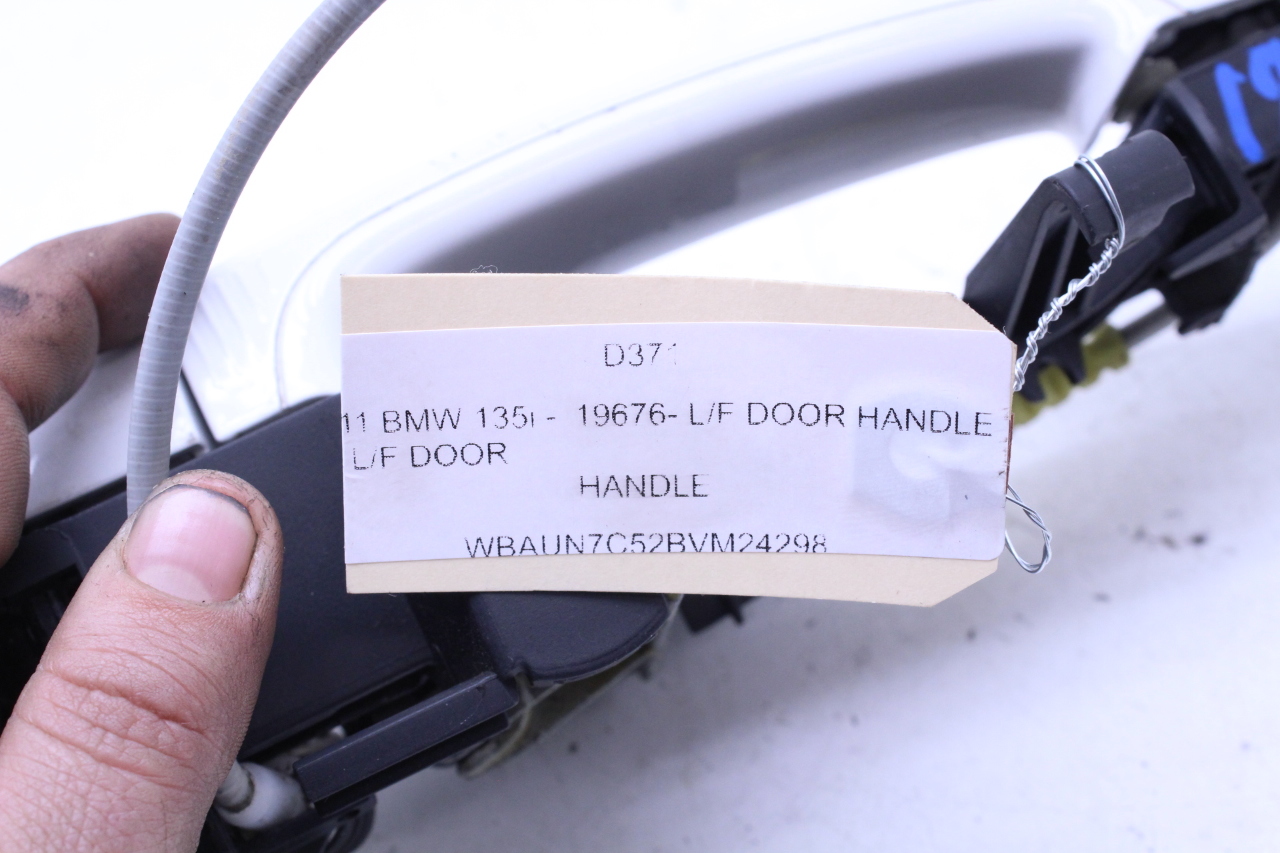 D371
11 BMW 135i - 19676- L/F DOOR HANDLE
L/F DOOR
HANDLE
WBAUN7C52BVM24298